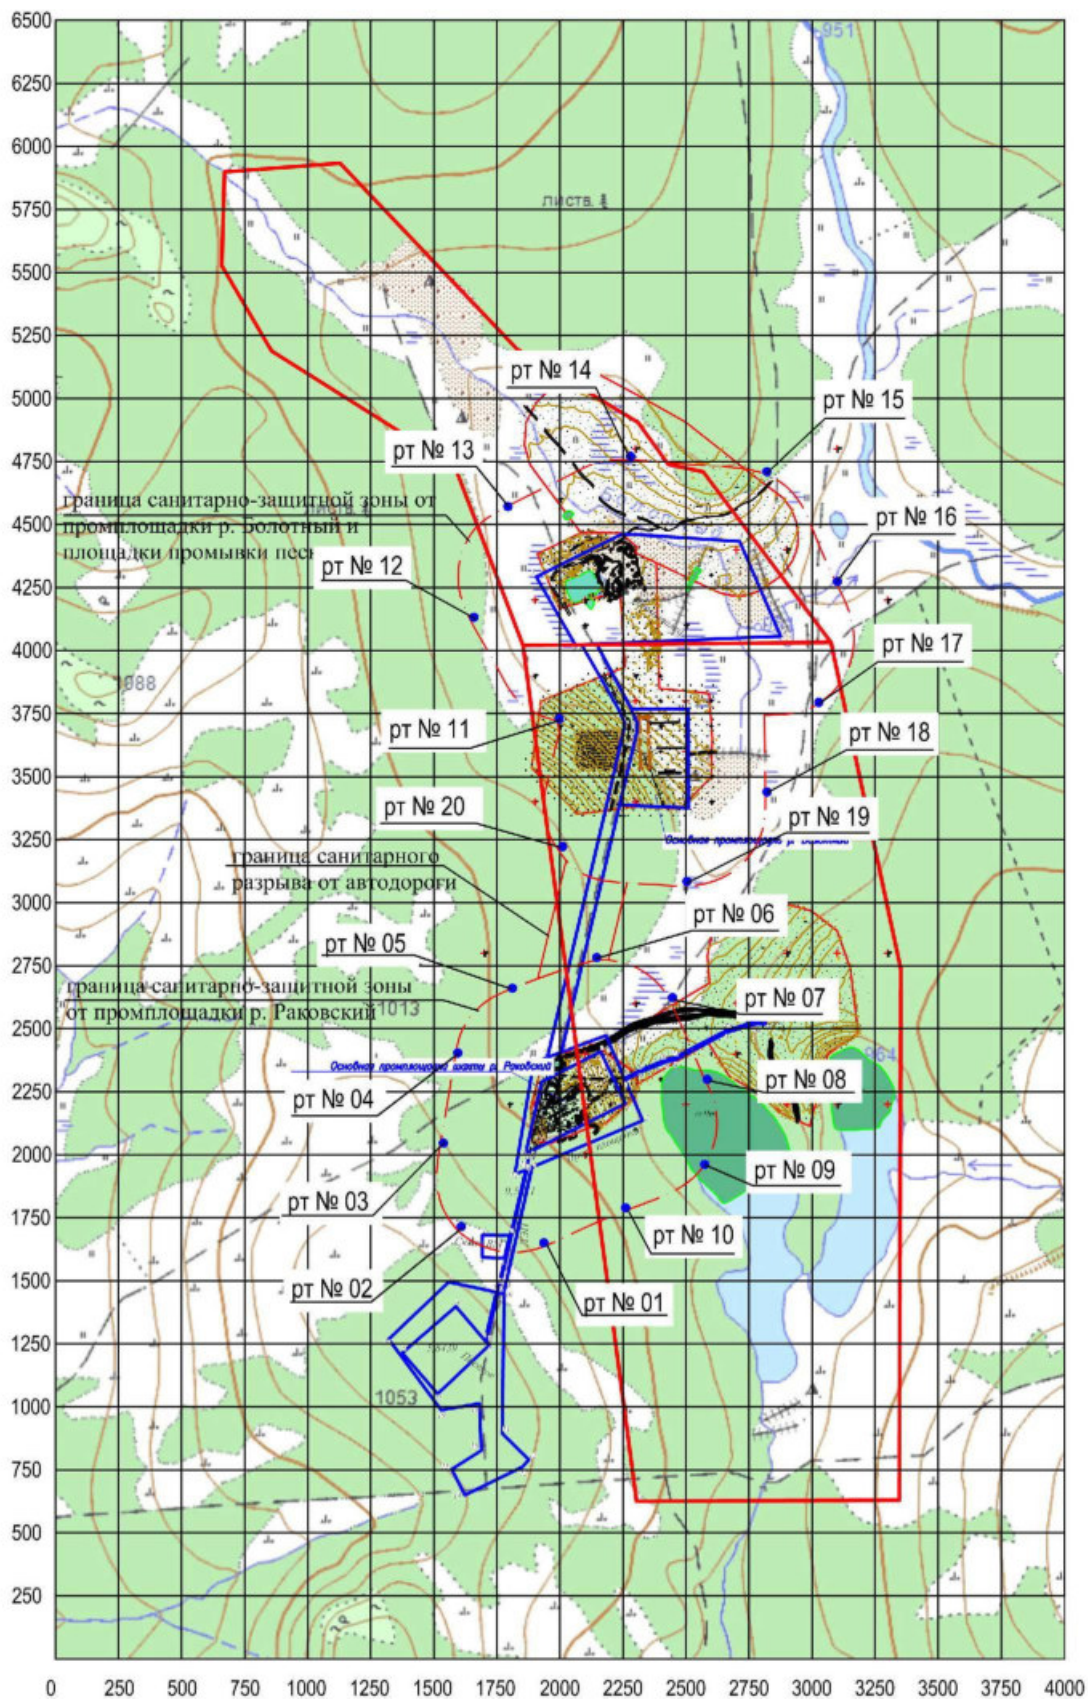 6500
951
6250
6000
5750
листв.
5500
5250
рт № 14
5000
рт № 15
4750
рт № 13
граница санитарно-защитной зоны от
4500
рт № 16
промплощадки р. Болотный и
площадки промывки песк
рт № 12
4250
4000
рт № 17
1088
3750
рт № 11
рт № 18
3500
рт № 20
рт № 19
3250
Основная промплощадка р. Болотный
граница санитарного
разрыва от автодороги
3000
рт № 06
рт № 05
2750
граница санитарно-защитной зоны
рт № 07
от промплощадки р. Раковский
1013
2500
964
Основная промплощадка шахты р. Раковский
рт № 08
2250
рт № 04
2000
рт № 09
рт № 03
1750
рт № 10
1500
рт № 02
рт № 01
1250
1053
1000
750
500
250
0 250 500 750 1000 1250 1500 1750 2000 2250 2500 2750 3000 3250 3500 3750 4000